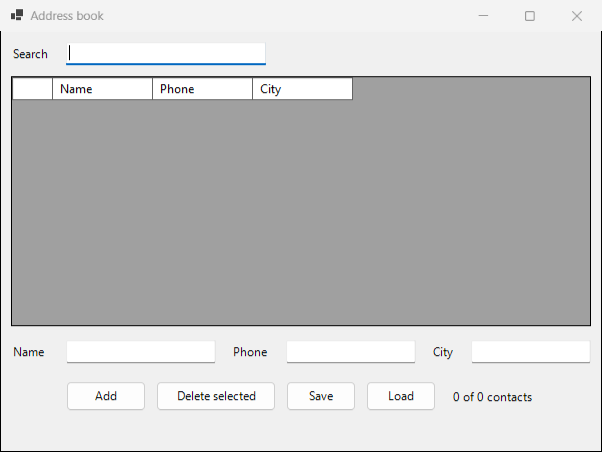 Address book
Search
Name Phone City
Name Phone City
Add Delete selected Save Load 0 of 0 contacts